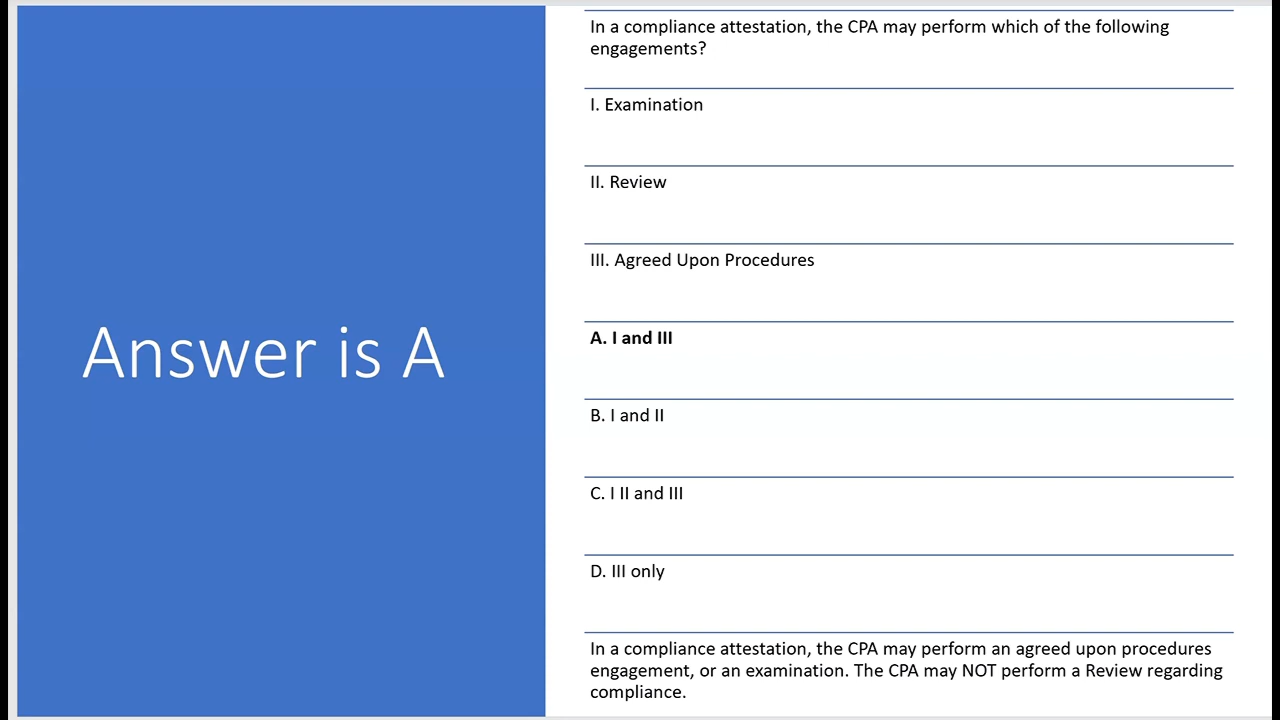 Answer is A
In a compliance attestation, the CPA may perform which of the following
engagements?
I. Examination
II. Review
III. Agreed Upon Procedures
A. I and III
B. I and II
C. I II and III
D. III only
In a compliance attestation, the CPA may perform an agreed upon procedures
engagement, or an examination. The CPA may NOT perform a Review regarding
compliance.